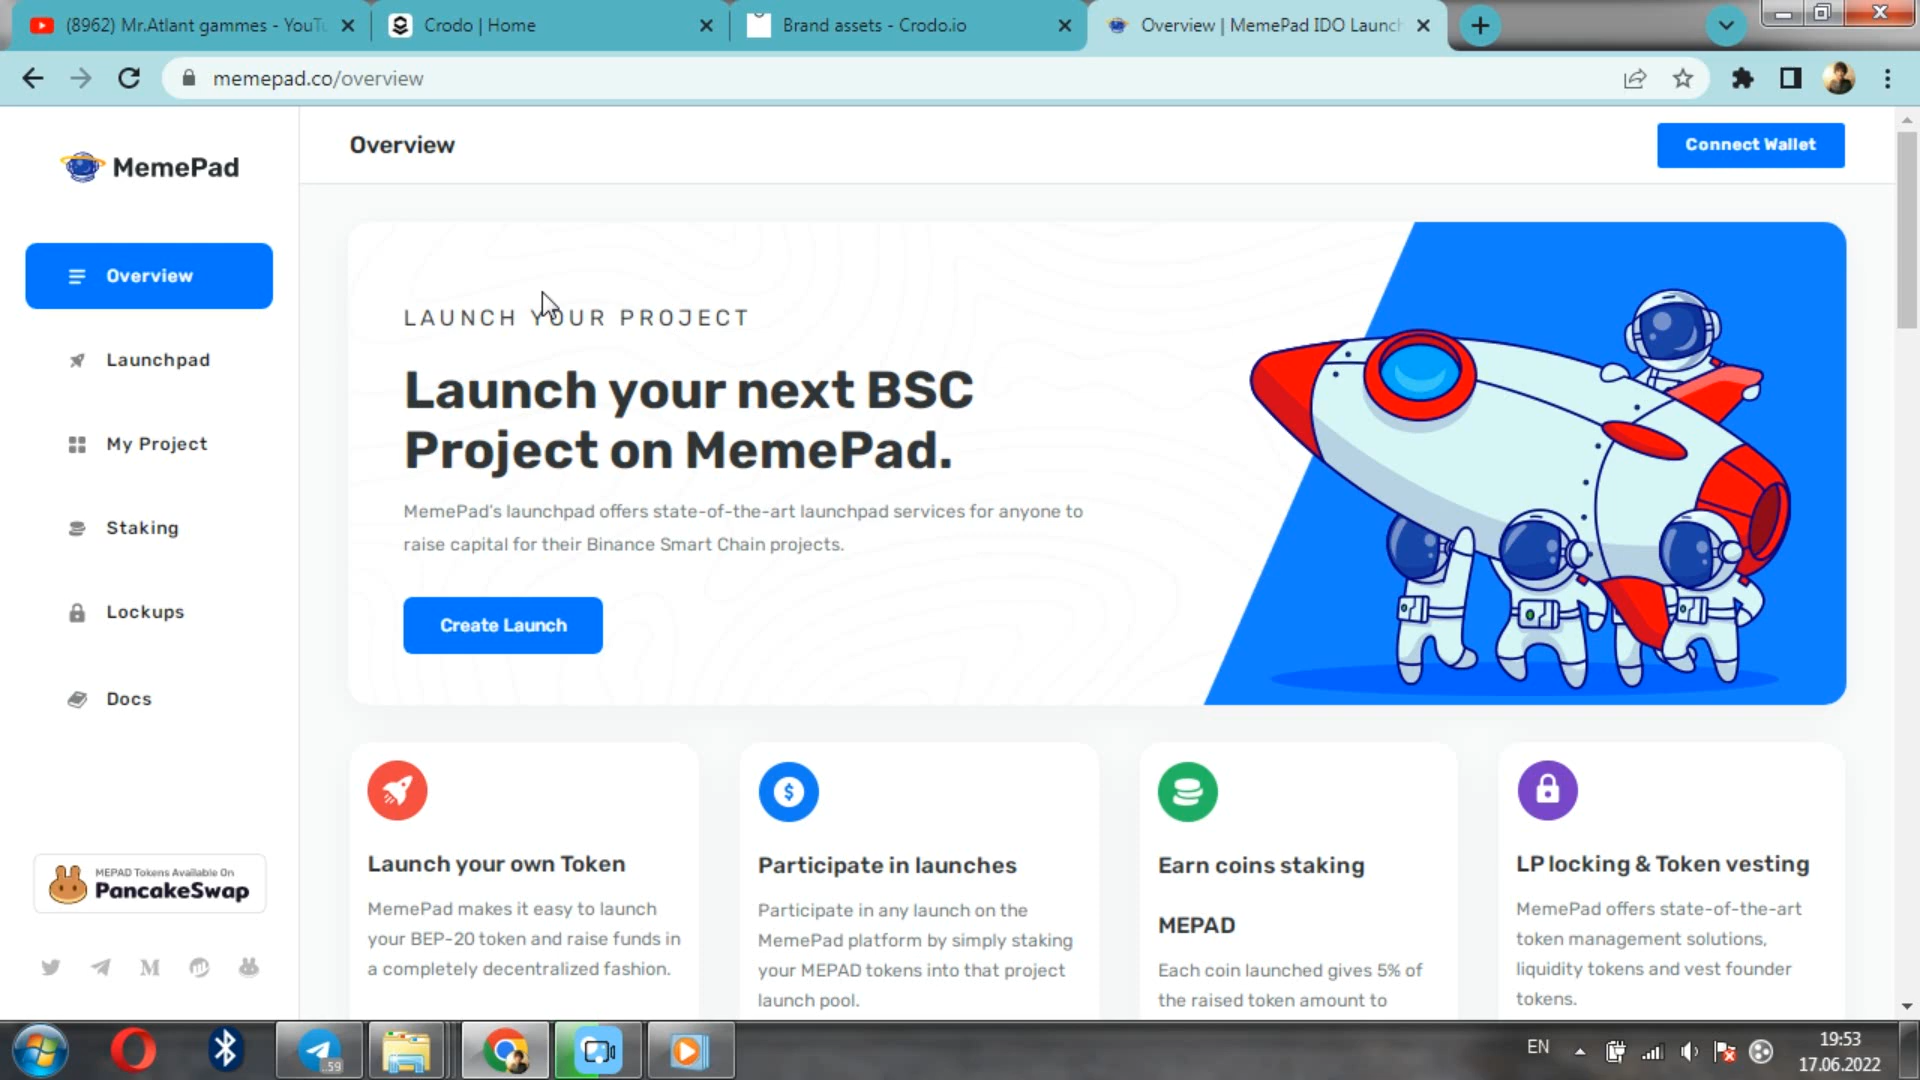 (8962) Mr.Atlant gammes - YouTu
Crodo | Home
Brand assets - Crodo.io
Overview | MemePad IDO Launc
memepad.co/overview
MemePad
Overview
Connect Wallet
Overview
Launchpad
My Project
Staking
Lockups
Docs
LAUNCH YOUR PROJECT
Launch your next BSC
Project on MemePad.
MemePad's launchpad offers state-of-the-art launchpad services for anyone to
raise capital for their Binance Smart Chain projects.
Create Launch
Launch your own Token
MemePad makes it easy to launch
your BEP-20 token and raise funds in
a completely decentralized fashion.
Participate in launches
Participate in any launch on the
MemePad platform by simply staking
your MEPAD tokens into that project
launch pool.
Earn coins staking
MEPAD
Each coin launched gives 5% of
the raised token amount to
LP locking & Token vesting
MemePad offers state-of-the-art
token management solutions,
liquidity tokens and vest founder
tokens.
MEPAD Tokens Available On
PancakeSwap
..59
EN
19:53
17.06.2022